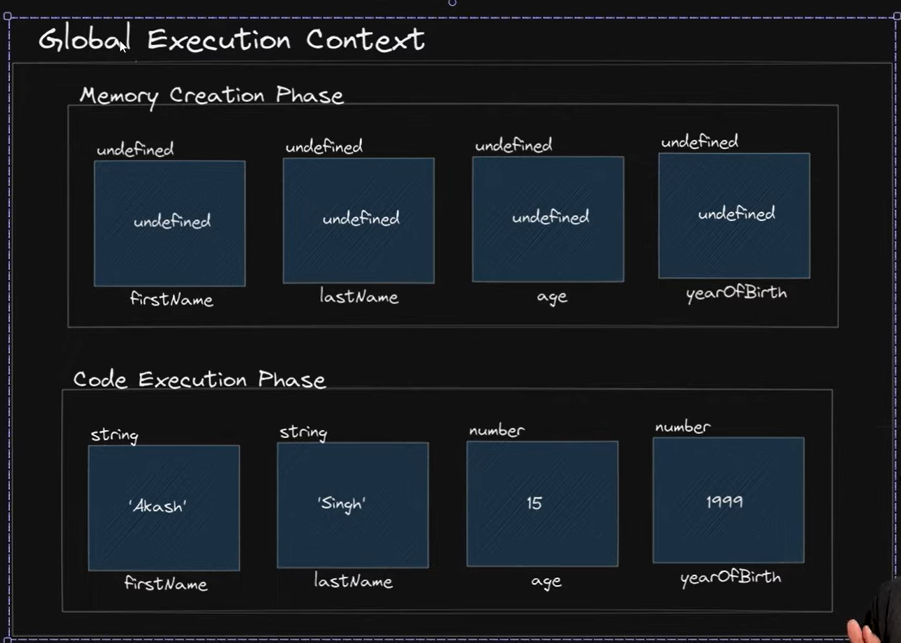 Global Execution Context
Memory Creation Phase
undefined undefined undefined undefined
undefined undefined undefined undefined
firstName lastName age yearOfBirth
Code Execution Phase
string string number number
'Akash' 'Singh' 15 1999
firstName lastName age yearOfBirth